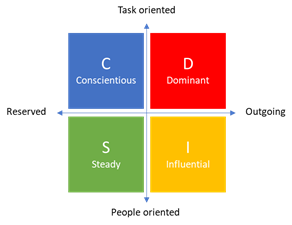 Task oriented
C
Conscientious
D
Dominant
Reserved
Outgoing
S
Steady
I
Influential
People oriented